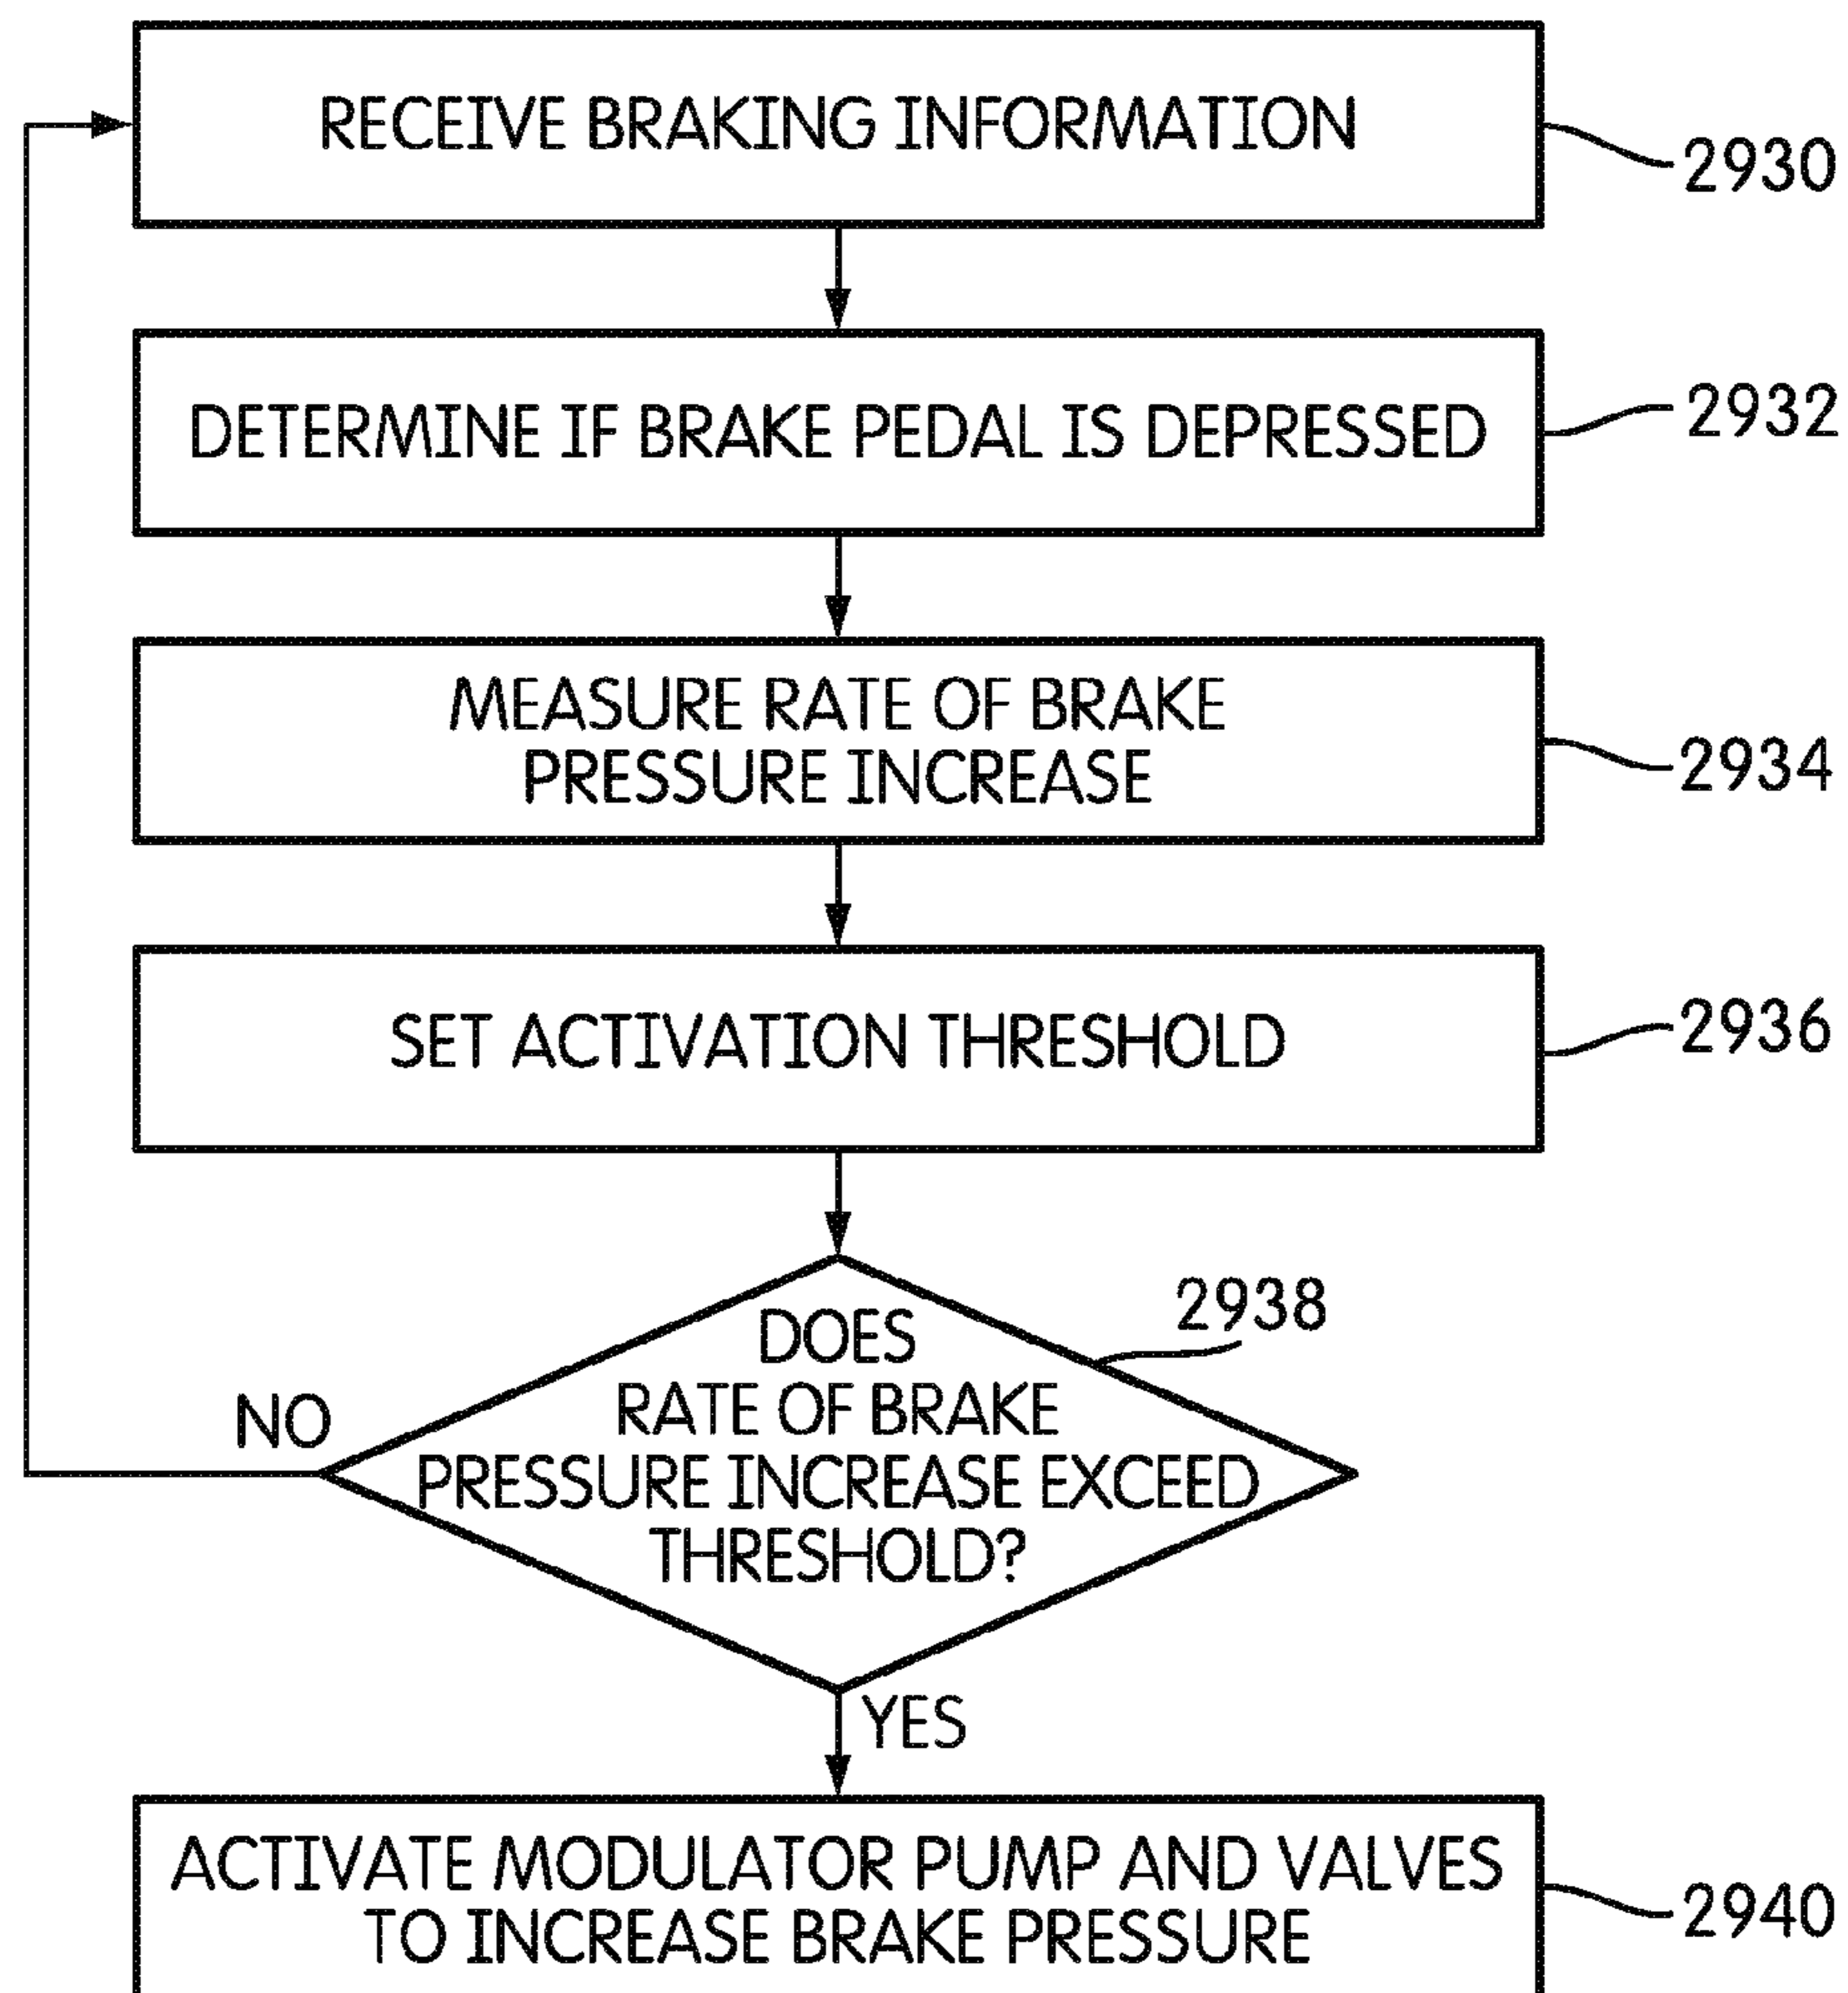 RECEIVE BRAKING INFORMATION
2930
DETERMINE IF BRAKE PEDAL IS DEPRESSED
2932
MEASURE RATE OF BRAKE
PRESSURE INCREASE
2934
SET ACTIVATION THRESHOLD
2936
2938
DOES
RATE OF BRAKE
PRESSURE INCREASE EXCEED
THRESHOLD?
NO
YES
ACTIVATE MODULATOR PUMP AND VALVES
TO INCREASE BRAKE PRESSURE
2940